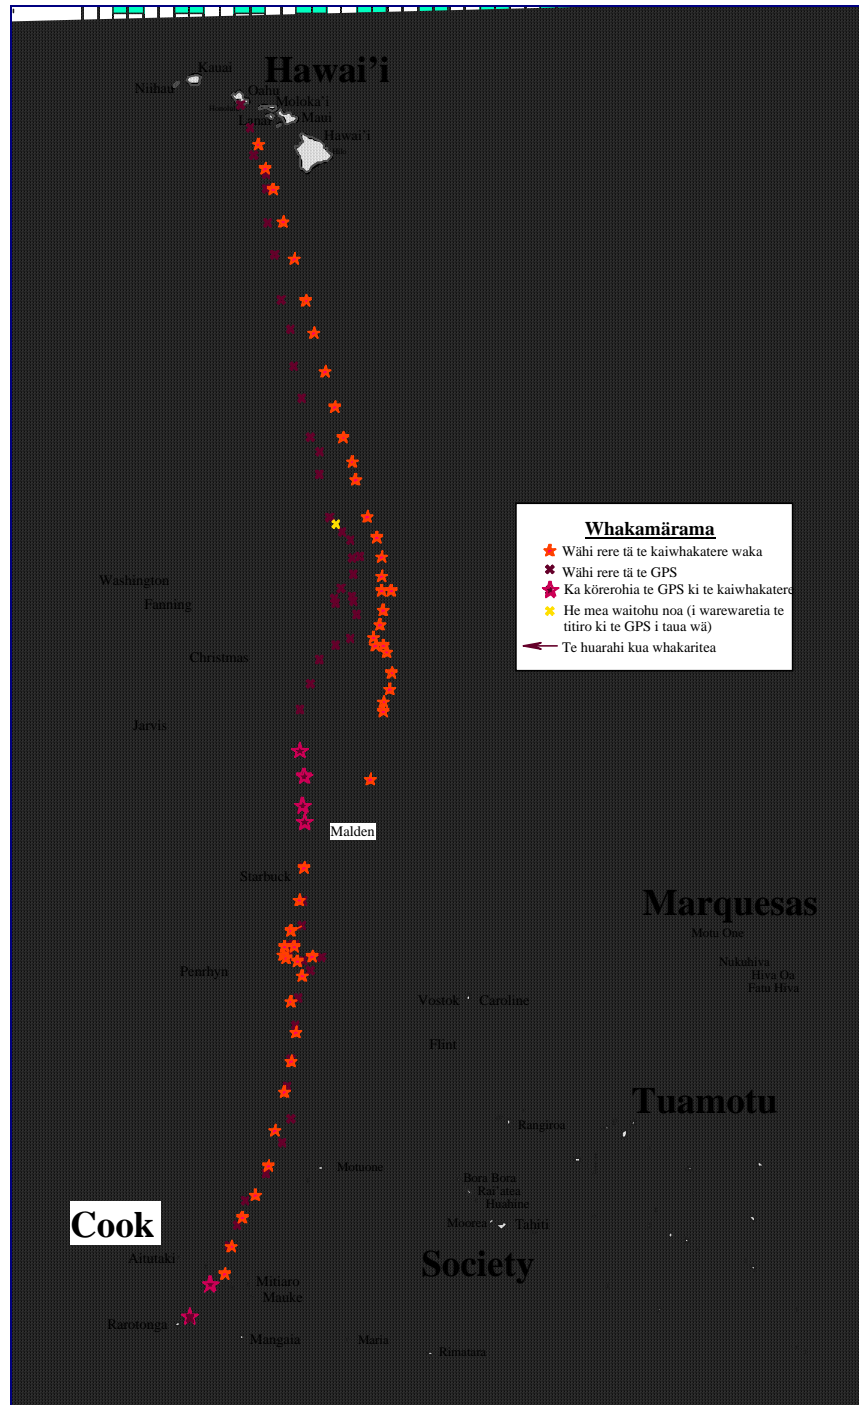 Kauai
Hawai'i
Niihau
Oahu
Moloka'i
Lanai
Maui
Hawai'i
Whakamärama
Wähi rere tä te kaiwhakatere waka
Wähi rere tä te GPS
Ka körerohia te GPS ki te kaiwhakatere
He mea waitohu noa (i warewaretia te
titiro ki te GPS i taua wä)
Te huarahi kua whakaritea
Washington
Fanning
Christmas
Jarvis
Malden
Starbuck
Marquesas
Motu One
Penrhyn
Nukuhiva
Hiva Oa
Fatu Hiva
Vostok
Caroline
Flint
Tuamotu
Rangiroa
Motuone
Bora Bora
Rai'atea
Huahine
Cook
Moorea
Tahiti
Aitutaki
Society
Mitiaro
Mauke
Rarotonga
Mangaia
Maria
Rimatara